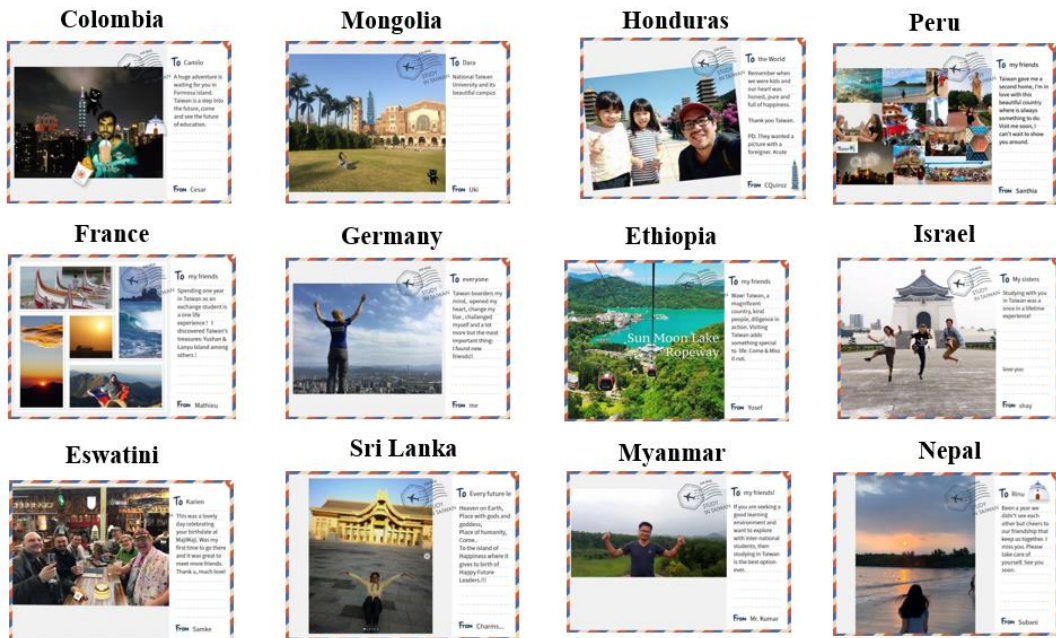 Colombia
Mongolia
Honduras
Peru
To Camilo
A huge adventure is
waiting for you in
Formosa Island.
Taiwan is a step into
the future, come
and see the future
of education.
From Cesar
To Dara
National Taiwan
University and its
beautiful campus
From Uki
To the World
Remember when
we were kids and
our heart was
honest, pure and
full of happiness.
Thank you Taiwan.
PD. They wanted a
picture with a
foreigner. #cute
From CQuiroz
To my friends
Taiwan gave me a
second home, I'm in
love with this
beautiful country
where is always
something to do.
Visit me soon, I
can't wait to show
you around.
From Santhia
France
Germany
Ethiopia
Israel
To my friends
Spending one year
in Taiwan as an
exchange student is
a one life
experience ! I
discovered Taiwan's
treasures: Yushan &
Lanyu Island among
others !
From Mathieu
To everyone
Taiwan boarders my
mind, opened my
heart, change my
live, challenged
myself and a lot
more but the most
important thing:
I found new
friends!
STUDY
IN TAIWAN
From me
Sun Moon Lake
Ropeway
To my friends
Wow! Taiwan, a
magnificent
country, kind
people, diligence in
action. Visiting
Taiwan adds
something special
to life. Come & Miss
it not.
From Yosef
To My sisters
Studying with you
in Taiwan was a
once in a lifetime
experience!
love you
From shay
Eswatini
Sri Lanka
Myanmar
Nepal
To Karien
This was a lovely
day celebrating
your birthdate at
MajiMaji. Was my
first time to go there
and it was great to
meet more friends.
Thank u, much love!
From Samke
To Every future le
Heaven on Earth,
Place with gods and
goddess,
Place of humanity,
Come..
To the island of
Happiness where it
gives to birth of
Happy Future
Leaders.!!!
From Charms...
To my friends!
If you are seeking a
good learning
environment and
want to explore
with inter-national
students, then
studying in Taiwan
is the best option
ever.
From Mr. Kumar
To Rinu
Been a year we
didn't see each
other but cheers to
our friendship that
keep us together. I
miss you. Please
take care of
yourself. See you
soon.
From Subani